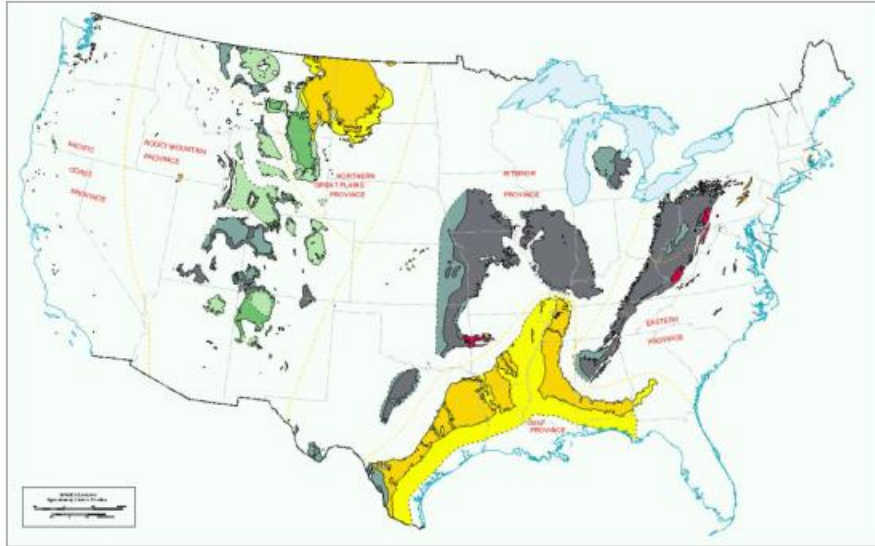 PACIFIC
COAST
PROVINCE
ROCKY MOUNTAIN
PROVINCE
NORTHERN
GREAT PLAINS
PROVINCE
INTERIOR
PROVINCE
EASTERN
PROVINCE
GULF
PROVINCE